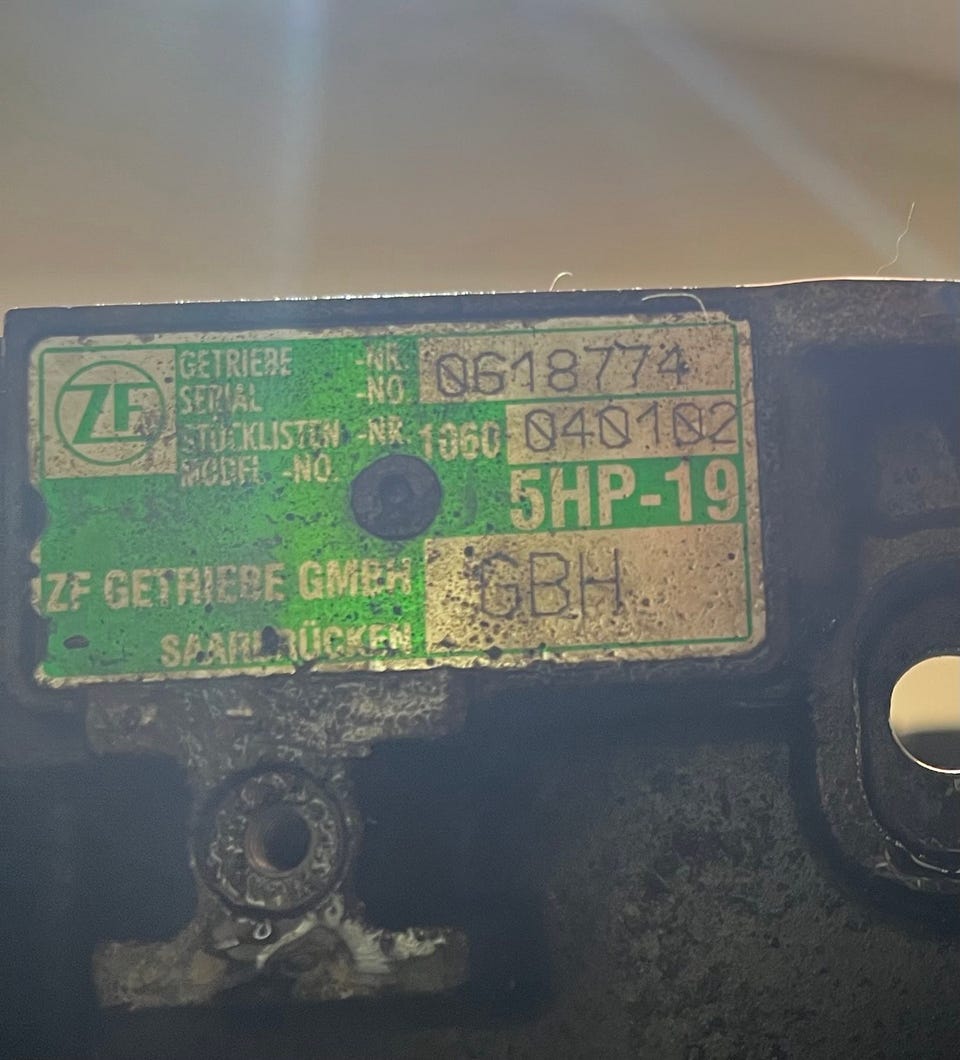 ZF
GETRIEBE -NR. 0618774
SERIAL -NO.
STÜCKLISTEN -NR. 1060 040102
MODEL -NO.
5HP-19
ZF GETRIEBE GMBH GBH
SAARBRÜCKEN